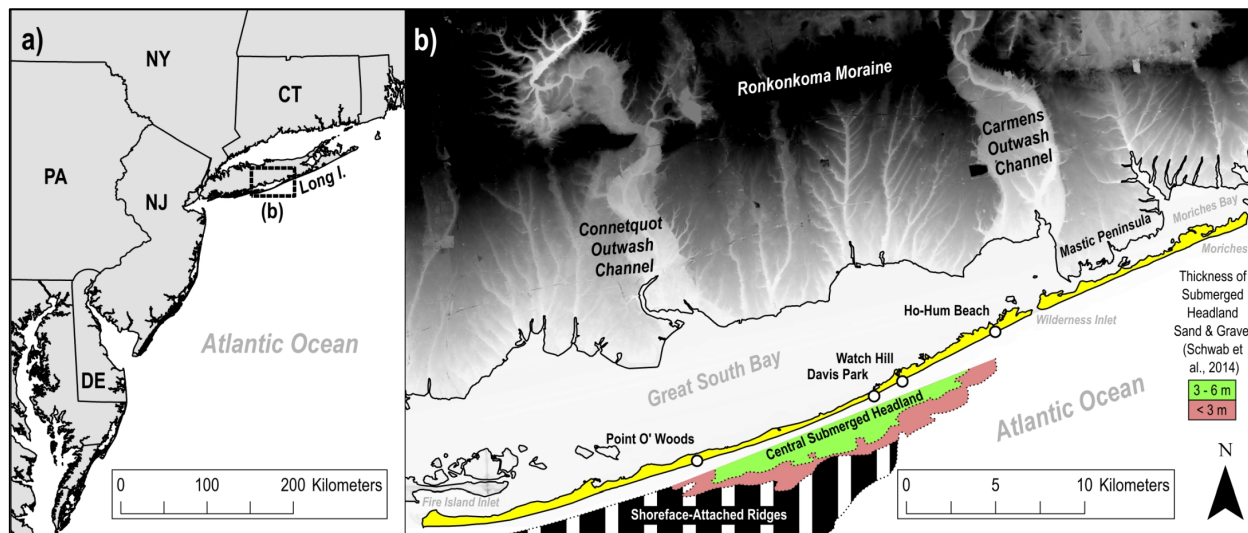 a)
NY
CT
PA
NJ
Long I.
(b)
DE
Atlantic Ocean
0 100 200 Kilometers
b)
Ronkonkoma Moraine
Carmens
Outwash
Channel
Connetquot
Outwash
Channel
Moriches Bay
Mastic Peninsula
Moriches
Ho-Hum Beach
Wilderness Inlet
Watch Hill
Davis Park
Great South Bay
Central Submerged Headland
Atlantic Ocean
Point O' Woods
Fire Island Inlet
Shoreface-Attached Ridges
Thickness of
Submerged
Headland
Sand & Gravel
(Schwab et
al., 2014)
3 - 6 m
< 3 m
N
0 5 10 Kilometers